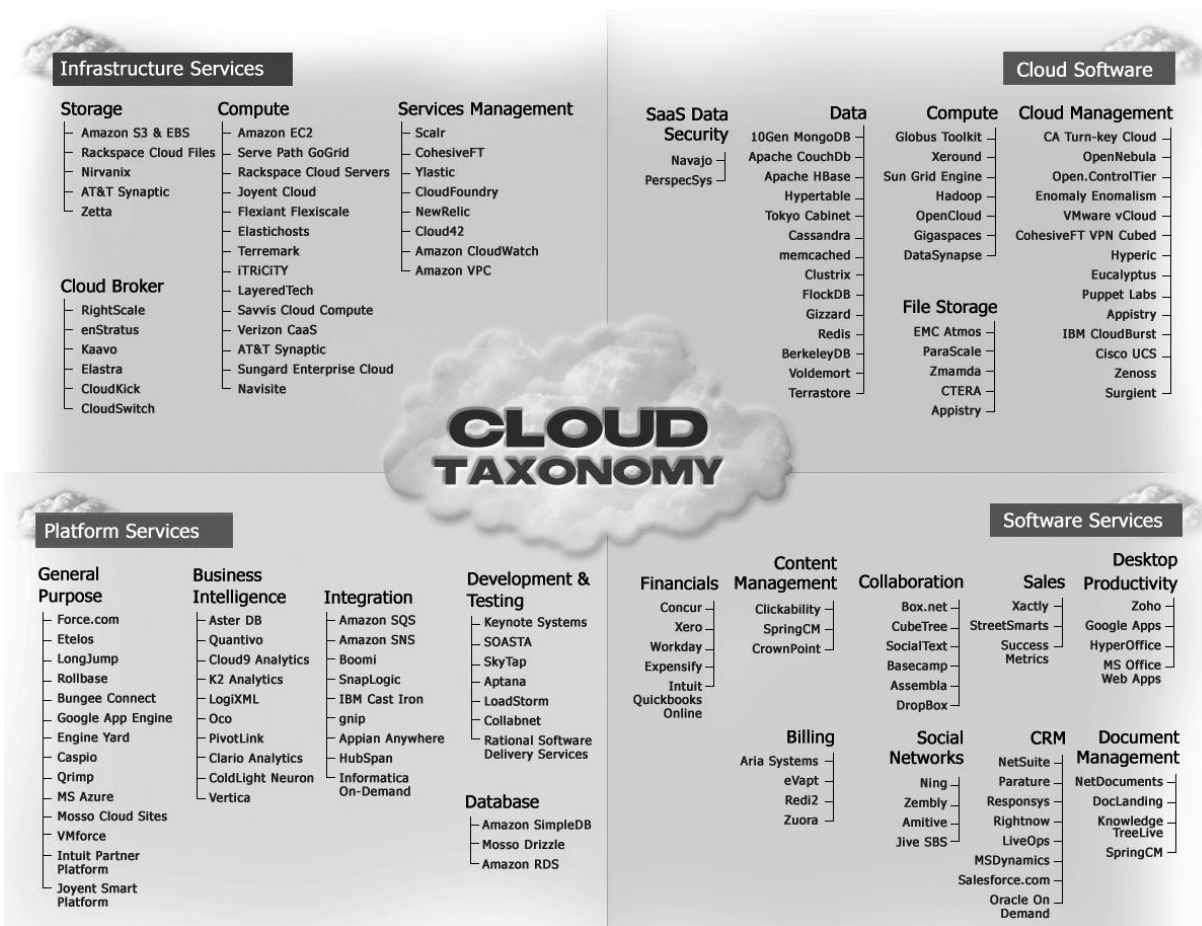 Infrastructure Services
Storage
Amazon S3 & EBS
Rackspace Cloud Files
Nirvanix
AT&T Synaptic
Zetta
Cloud Broker
RightScale
enStratus
Kaavo
Elastra
CloudKick
CloudSwitch
Compute
Amazon EC2
Serve Path GoGrid
Rackspace Cloud Servers
Joyent Cloud
Flexiant Flexiscale
Elastichosts
Terremark
iTRiCiTY
LayeredTech
Savvis Cloud Compute
Verizon CaaS
AT&T Synaptic
Sungard Enterprise Cloud
Navisite
Services Management
Scalr
CohesiveFT
Ylastic
CloudFoundry
NewRelic
Cloud42
Amazon CloudWatch
Amazon VPC
Cloud Software
SaaS Data
Security
Navajo
PerspecSys
Data
10Gen MongoDB
Apache CouchDb
Apache HBase
Hypertable
Tokyo Cabinet
Cassandra
memcached
Clustrix
FlockDB
Gizzard
Redis
BerkeleyDB
Voldemort
Terrastore
Compute
Globus Toolkit
Xeround
Sun Grid Engine
Hadoop
OpenCloud
Gigaspaces
DataSynapse
File Storage
EMC Atmos
ParaScale
Zmamda
CTERA
Appistry
Cloud Management
CA Turn-key Cloud
OpenNebula
Open.ControlTier
Enomaly Enomalism
VMware vCloud
CohesiveFT VPN Cubed
Hyperic
Eucalyptus
Puppet Labs
Appistry
IBM CloudBurst
Cisco UCS
Zenoss
Surgient
CLOUD
TAXONOMY
Platform Services
General
Purpose
Force.com
Etelos
LongJump
Rollbase
Bungee Connect
Google App Engine
Engine Yard
Caspio
Qrimp
MS Azure
Mosso Cloud Sites
VMforce
Intuit Partner
Platform
Joyent Smart
Platform
Business
Intelligence
Aster DB
Quantivo
Cloud9 Analytics
K2 Analytics
LogiXML
Oco
PivotLink
Clario Analytics
ColdLight Neuron
Vertica
Integration
Amazon SQS
Amazon SNS
Boomi
SnapLogic
IBM Cast Iron
gnip
Appian Anywhere
HubSpan
Informatica
On-Demand
Development &
Testing
Keynote Systems
SOASTA
SkyTap
Aptana
LoadStorm
Collabnet
Rational Software
Delivery Services
Database
Amazon SimpleDB
Mosso Drizzle
Amazon RDS
Software Services
Financials
Concur
Xero
Workday
Expensify
Intuit
Quickbooks
Online
Content
Management
Clickability
SpringCM
CrownPoint
Collaboration
Box.net
CubeTree
SocialText
Basecamp
Assembla
DropBox
Sales
Xactly
StreetSmarts
Success
Metrics
Desktop
Productivity
Zoho
Google Apps
HyperOffice
MS Office
Web Apps
Billing
Aria Systems
eVapt
Redi2
Zuora
Social
Networks
Ning
Zembly
Amitive
Jive SBS
CRM
NetSuite
Parature
Responsys
Rightnow
LiveOps
MSDynamics
Salesforce.com
Oracle On
Demand
Document
Management
NetDocuments
DocLanding
Knowledge
TreeLive
SpringCM